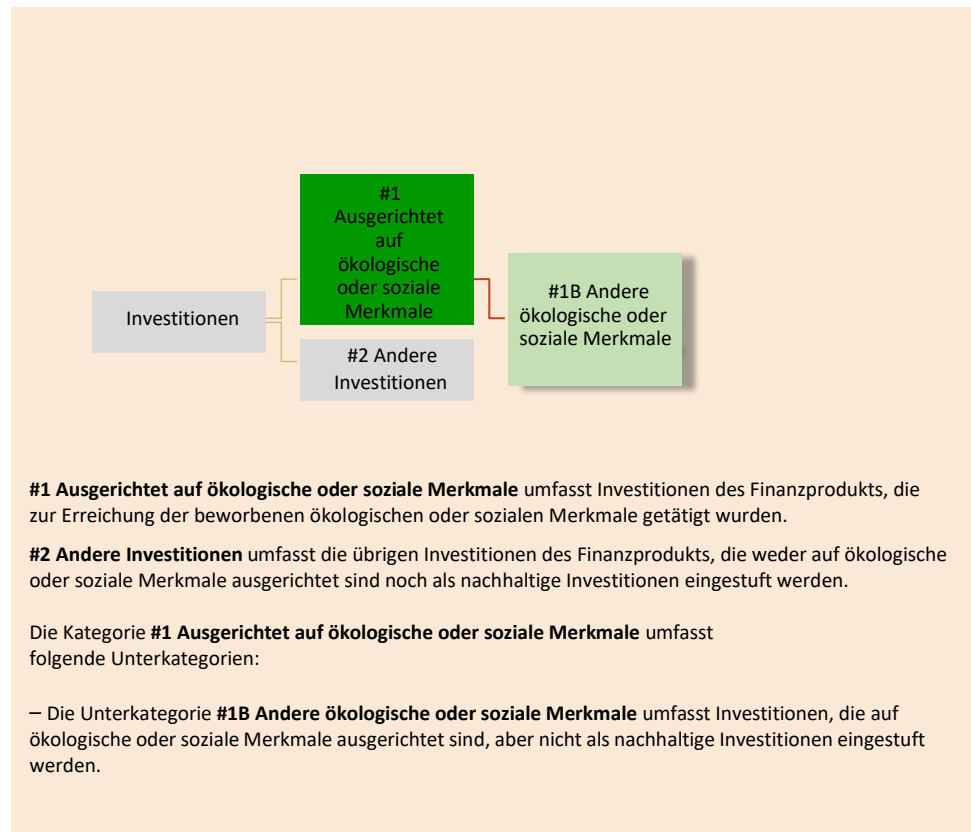 #1
Ausgerichtet
auf
ökologische
oder soziale
Merkmale
Investitionen
#1B Andere
ökologische oder
soziale Merkmale
#2 Andere
Investitionen
#1 Ausgerichtet auf ökologische oder soziale Merkmale umfasst Investitionen des Finanzprodukts, die
zur Erreichung der beworbenen ökologischen oder sozialen Merkmale getätigt wurden.
#2 Andere Investitionen umfasst die übrigen Investitionen des Finanzprodukts, die weder auf ökologische
oder soziale Merkmale ausgerichtet sind noch als nachhaltige Investitionen eingestuft werden.
Die Kategorie #1 Ausgerichtet auf ökologische oder soziale Merkmale umfasst
folgende Unterkategorien:
– Die Unterkategorie #1B Andere ökologische oder soziale Merkmale umfasst Investitionen, die auf
ökologische oder soziale Merkmale ausgerichtet sind, aber nicht als nachhaltige Investitionen eingestuft
werden.